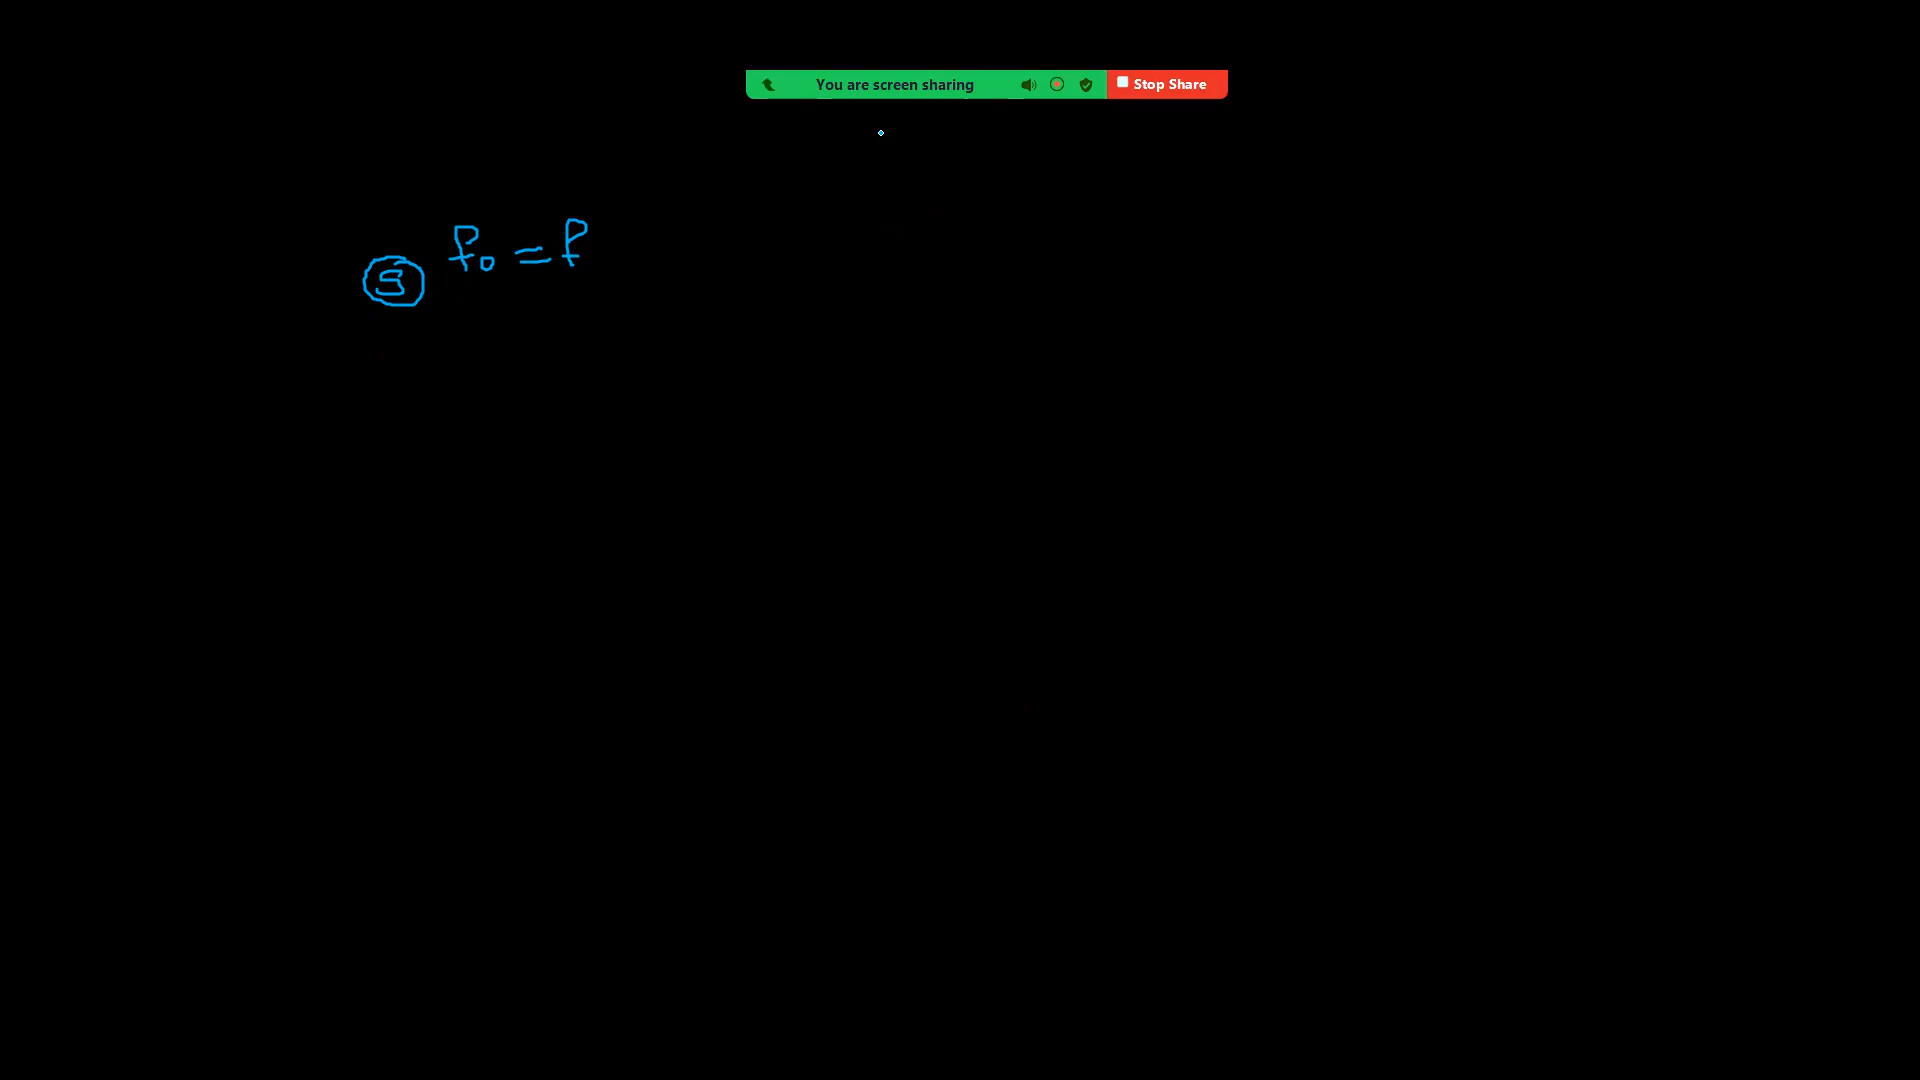 You are screen sharing Stop Share
⑤ P₀ = P